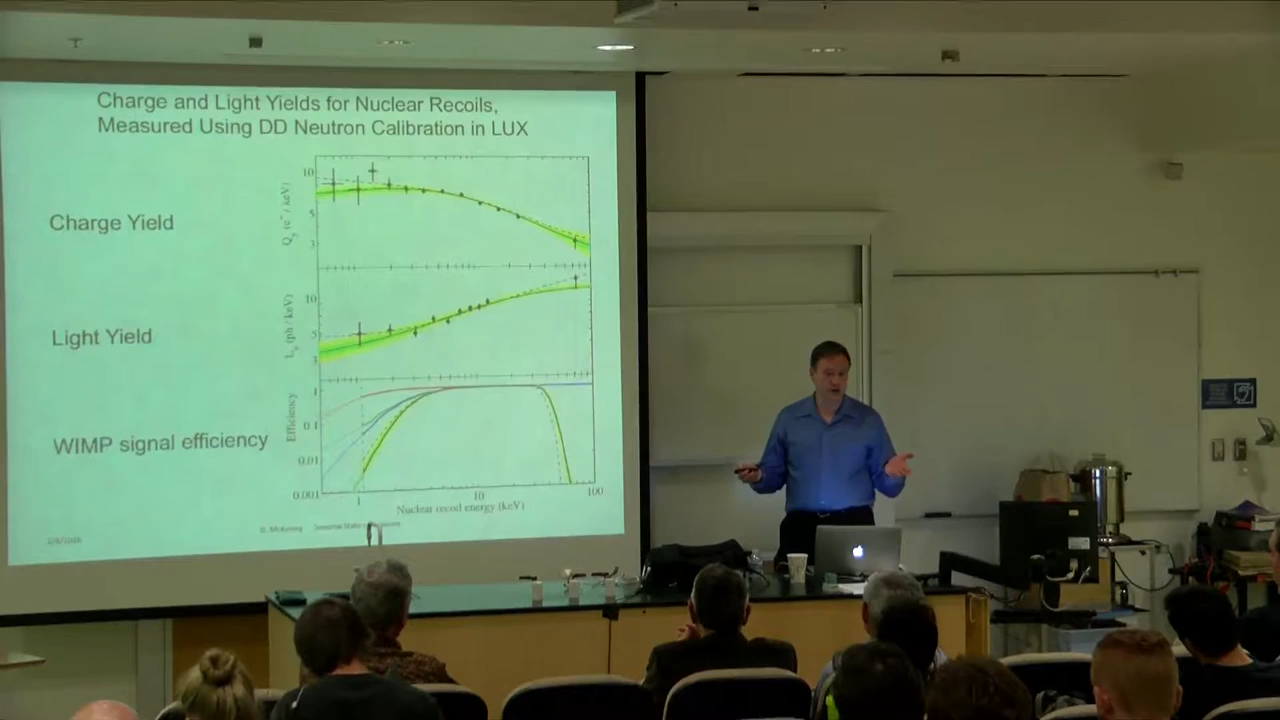 Charge and Light Yields for Nuclear Recoils,
Measured Using DD Neutron Calibration in LUX
Charge Yield
10
5
3
Light Yield
10
5
3
WIMP signal efficiency
Efficiency
1
0.1
0.01
0.001
1
10
100
Nuclear recoil energy (keV)